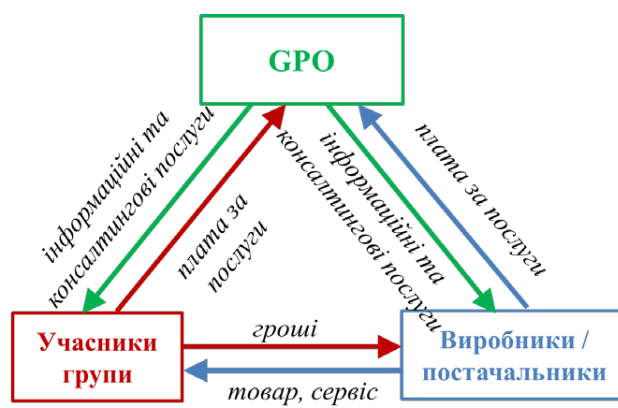 GPO
інформаційні та
консалтингові послуги
плата за
послуги
інформаційні та
консалтингові послуги
плата за послуги
Учасники
групи
гроші
товар, сервіс
Виробники /
постачальники